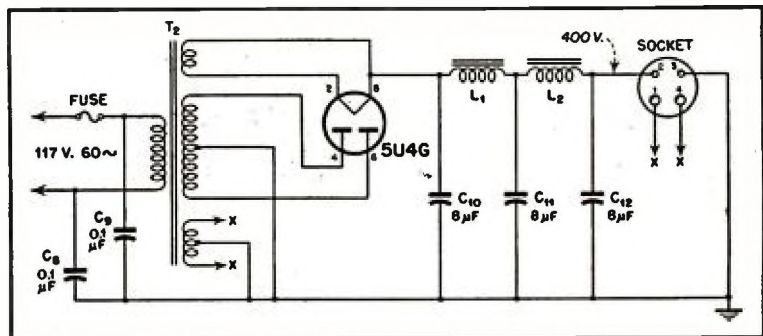 T2
400 V.
SOCKET
FUSE
117 V. 60~
2
8
5U4G
4
6
L1
L2
2
3
1
4
X
X
C10
8 µF
C11
8 µF
C12
8 µF
C9
0.1
µF
C8
0.1
µF
X
X